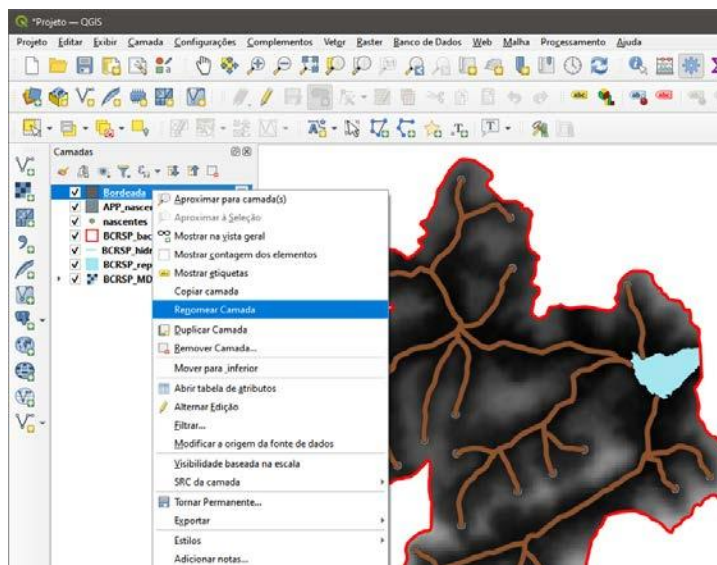 *Projeto — QGIS
Projeto Editar Exibir Camada Configurações Complementos Vetor Raster Banco de Dados Web Malha Processamento Ajuda
abc
Camadas
Bordeada
APP_nascen
nascentes
BCRSP_bac
BCRSP_hidr
BCRSP_rep
BCRSP_MD
Aproximar para camada(s)
Aproximar à Seleção
Mostrar na vista geral
Mostrar contagem dos elementos
Mostrar etiquetas
Copiar camada
Renomear Camada
Duplicar Camada
Remover Camada...
Mover para _inferior
Abrir tabela de atributos
Alternar Edição
Filtrar...
Modificar a origem da fonte de dados
Visibilidade baseada na escala
SRC da camada
Tornar Permanente...
Exportar
Estilos
Adicionar notas...